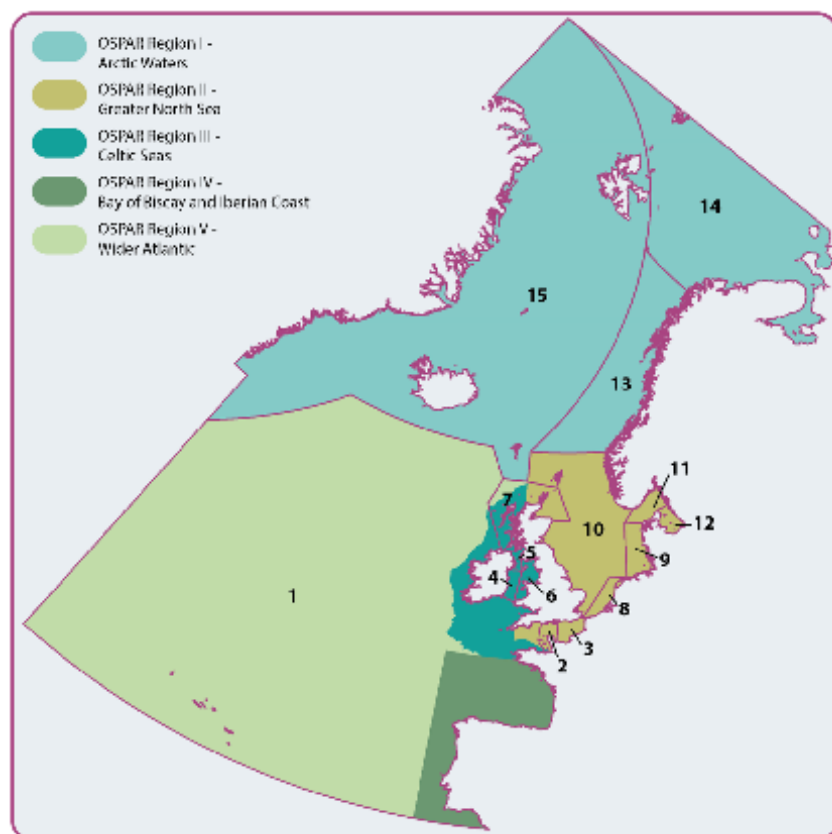 OSPAR Region I -
Arctic Waters
OSPAR Region II -
Greater North Sea
OSPAR Region III -
Celtic Seas
OSPAR Region IV -
Bay of Biscay and Iberian Coast
OSPAR Region V -
Wider Atlantic
14
15
13
11
7
12
10
5
9
4
6
1
8
2
3